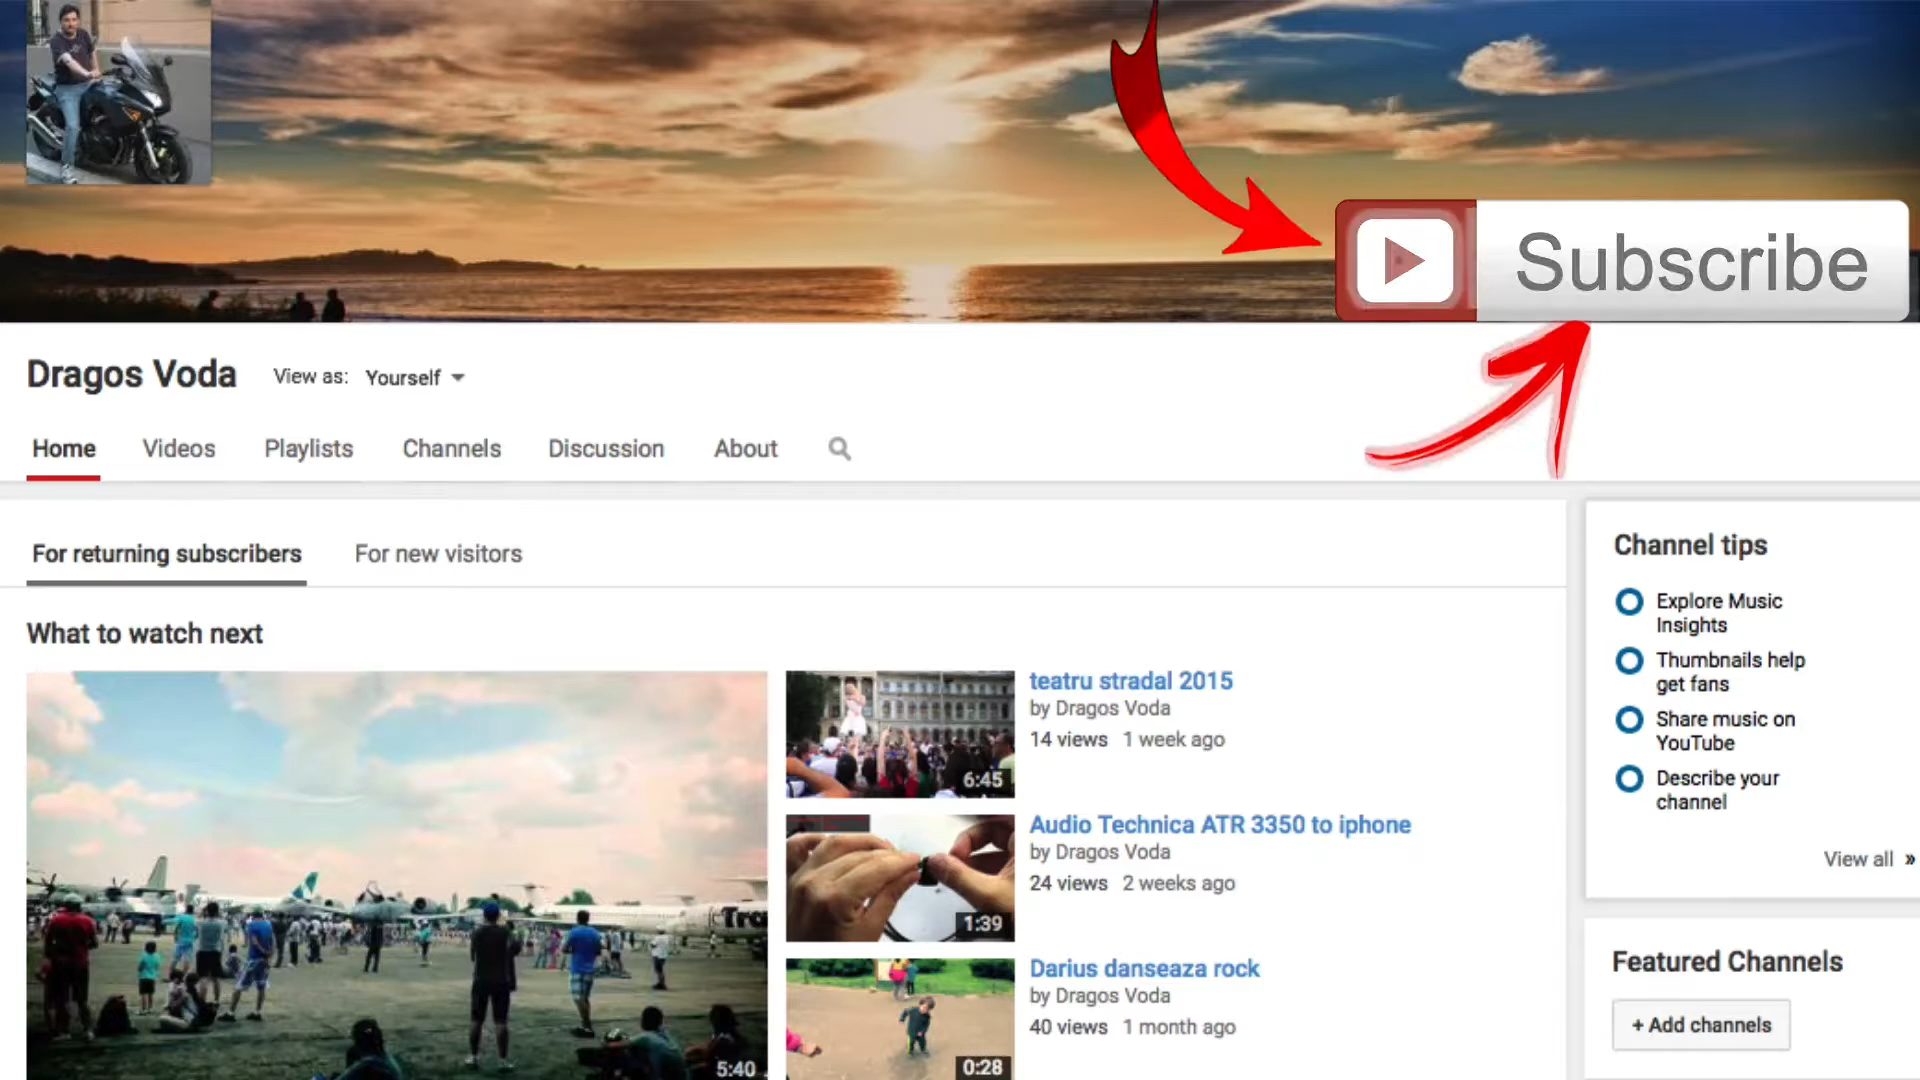 Subscribe
Dragos Voda
View as: Yourself
Home Videos Playlists Channels Discussion About
For returning subscribers For new visitors
What to watch next
5:40
6:45
teatru stradal 2015
by Dragos Voda
14 views 1 week ago
1:39
Audio Technica ATR 3350 to iphone
by Dragos Voda
24 views 2 weeks ago
0:28
Darius danseaza rock
by Dragos Voda
40 views 1 month ago
Channel tips
Explore Music
Insights
Thumbnails help
get fans
Share music on
YouTube
Describe your
channel
View all »
Featured Channels
+ Add channels